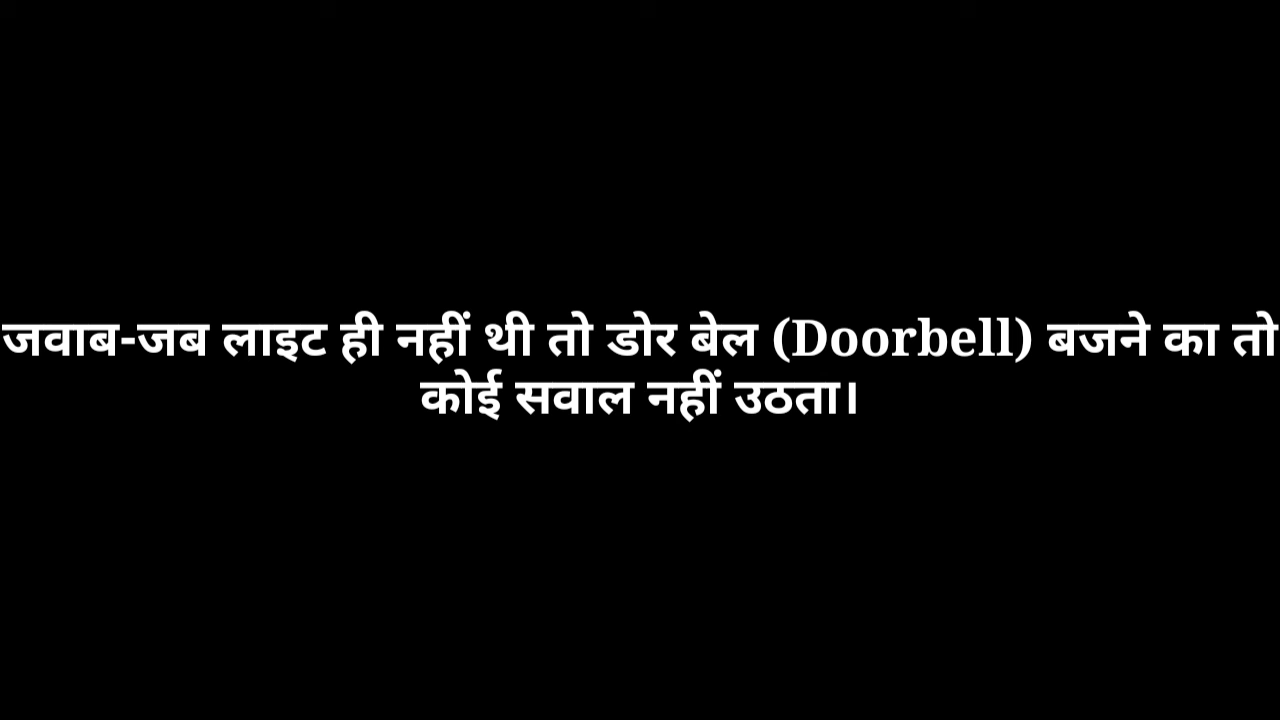 जवाब-जब लाइट ही नहीं थी तो डोर बेल (Doorbell) बजने का तो
कोई सवाल नहीं उठता।